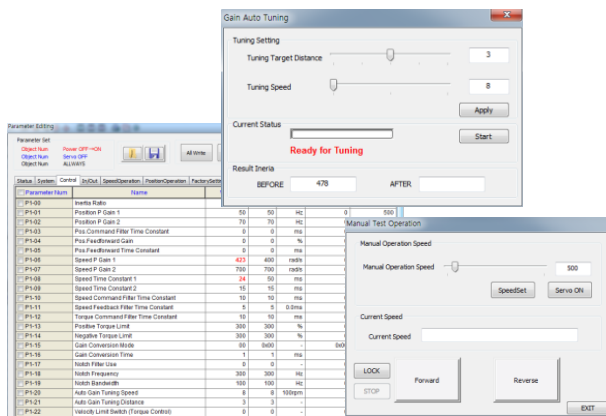 Gain Auto Tuning
Tuning Setting
Tuning Target Distance 3
Tuning Speed 8
Apply
Current Status
Start
Ready for Tuning
Result Ineria
BEFORE 478 AFTER
Parameter Editing
Parameter Set
Object Num Power OFF->ON
Object Num Servo OFF
Object Num ALLWAYS
All Write
Status System Control In/Out SpeedOperation PositionOperation FactorySetti
Parameter Num Name
P1-00 Inertia Ratio
P1-01 Position P Gain 1 50 50 Hz 0 500
P1-02 Position P Gain 2 70 70 Hz
P1-03 Pos.Command Filter Time Constant 0 0 ms
P1-04 Pos.Feedforward Gain 0 0 %
P1-05 Pos.Feedforward Time Constant 0 0 ms
P1-06 Speed P Gain 1 423 400 rad/s
P1-07 Speed P Gain 2 700 700 rad/s
P1-08 Speed Time Constant 1 24 50 ms
P1-09 Speed Time Constant 2 15 15 ms
P1-10 Speed Command Filter Time Constant 10 10 ms
P1-11 Speed Feedback Filter Time Constant 5 5 0.0ms
P1-12 Torque Command Filter Time Constant 10 10 ms
P1-13 Positive Torque Limit 300 300 %
P1-14 Negative Torque Limit 300 300 %
P1-15 Gain Conversion Mode 00 0x00 - 0x0
P1-16 Gain Conversion Time 1 1 ms
P1-17 Notch Filter Use 0 0 -
P1-18 Notch Frequency 300 300 Hz
P1-19 Notch Bandwidth 100 100 Hz
P1-20 Auto Gain Tuning Speed 8 8 100rpm
P1-21 Auto Gain Tuning Distance 3 3 -
P1-22 Velocity Limit Switch (Torque Control) 0 0 -
Manual Test Operation
Manual Operation Speed
Manual Operation Speed 500
SpeedSet Servo ON
Current Speed
Current Speed
LOCK
Forward Reverse
STOP
EXIT